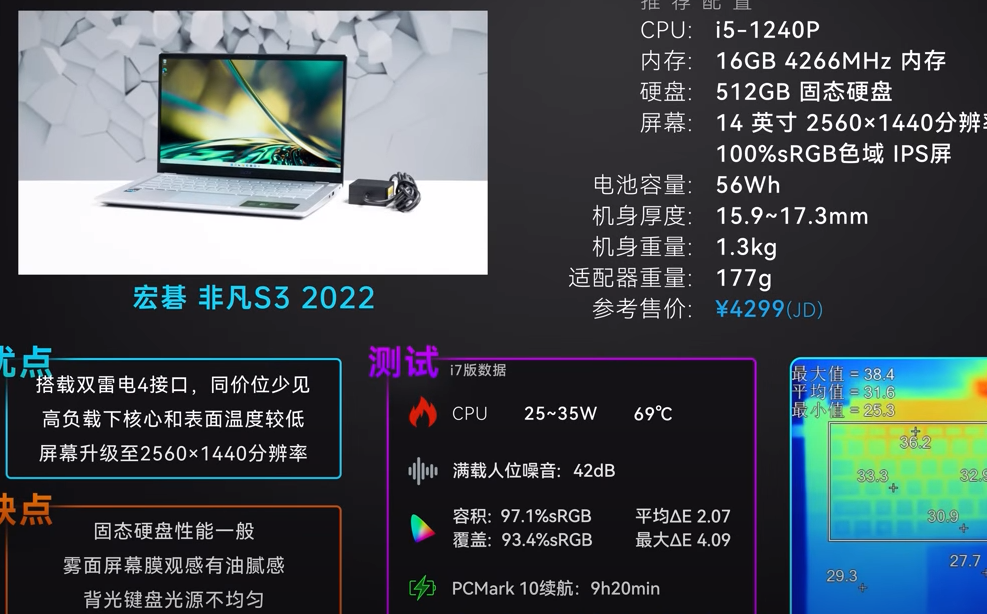 推荐配置
CPU: i5-1240P
内存: 16GB 4266MHz 内存
硬盘: 512GB 固态硬盘
屏幕: 14 英寸 2560×1440分辨率
100%sRGB色域 IPS屏
电池容量: 56Wh
机身厚度: 15.9~17.3mm
机身重量: 1.3kg
适配器重量: 177g
参考售价: ¥4299(JD)
宏碁 非凡S3 2022
优点
搭载双雷电4接口，同价位少见
高负载下核心和表面温度较低
屏幕升级至2560×1440分辨率
缺点
固态硬盘性能一般
雾面屏幕膜观感有油腻感
背光键盘光源不均匀
测试 i7版数据
CPU 25~35W 69℃
满载人位噪音: 42dB
容积: 97.1%sRGB 平均ΔE 2.07
覆盖: 93.4%sRGB 最大ΔE 4.09
PCMark 10续航: 9h20min
最大值 = 38.4
平均值 = 31.6
最小值 = 25.3
36.2
33.3
32.9
30.9
27.7
29.3